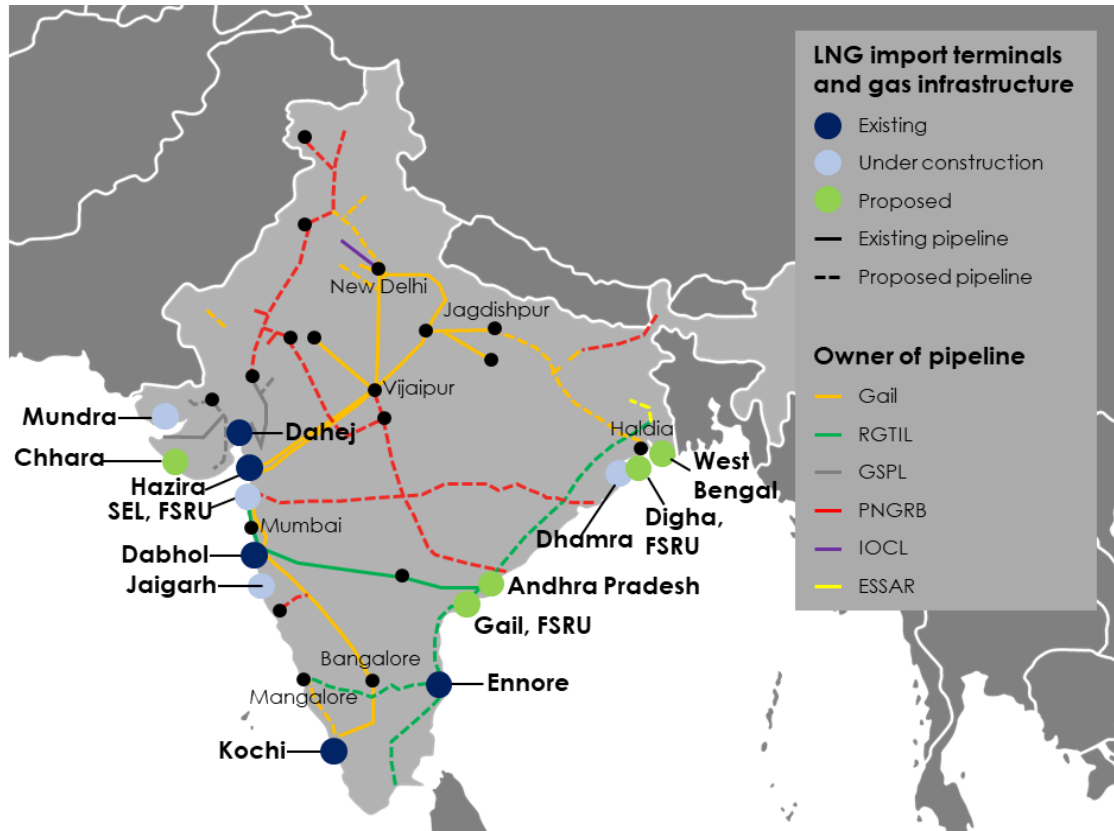 LNG import terminals
and gas infrastructure
Existing
Under construction
Proposed
Existing pipeline
Proposed pipeline
Owner of pipeline
Gail
RGTIL
GSPL
PNGRB
IOCL
ESSAR
New Delhi
Jagdishpur
Vijaipur
Mundra
Dahej
Chhara
Haldia
West
Bengal
Hazira
SEL, FSRU
Digha,
FSRU
Mumbai
Dhamra
Dabhol
Jaigarh
Andhra Pradesh
Gail, FSRU
Bangalore
Ennore
Mangalore
Kochi